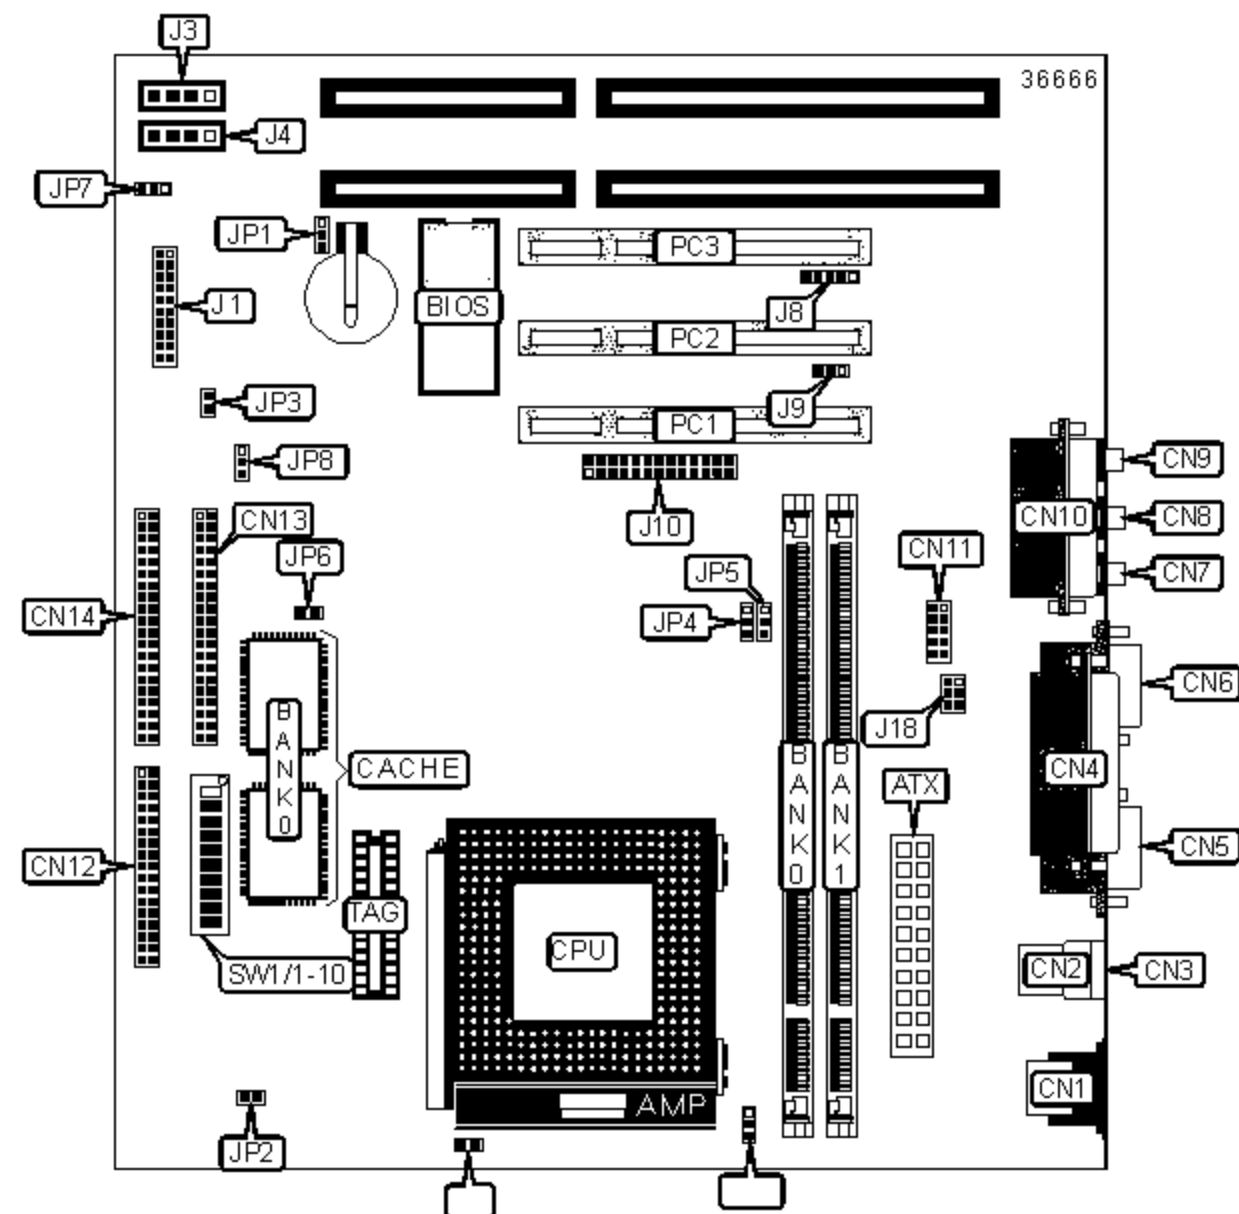 J3
36666
J4
JP7
JP1
PC3
J1
BIOS
J8
PC2
JP3
J9
PC1
JP8
CN9
CN13
J10
CN10
CN8
JP6
CN11
JP5
CN7
CN14
JP4
CN6
J18
BANK0
CACHE
BANK0
BANK1
ATX
CN4
CN12
CN5
TAG
CPU
SW1/1-10
CN2
CN3
CN1
AMP
JP2